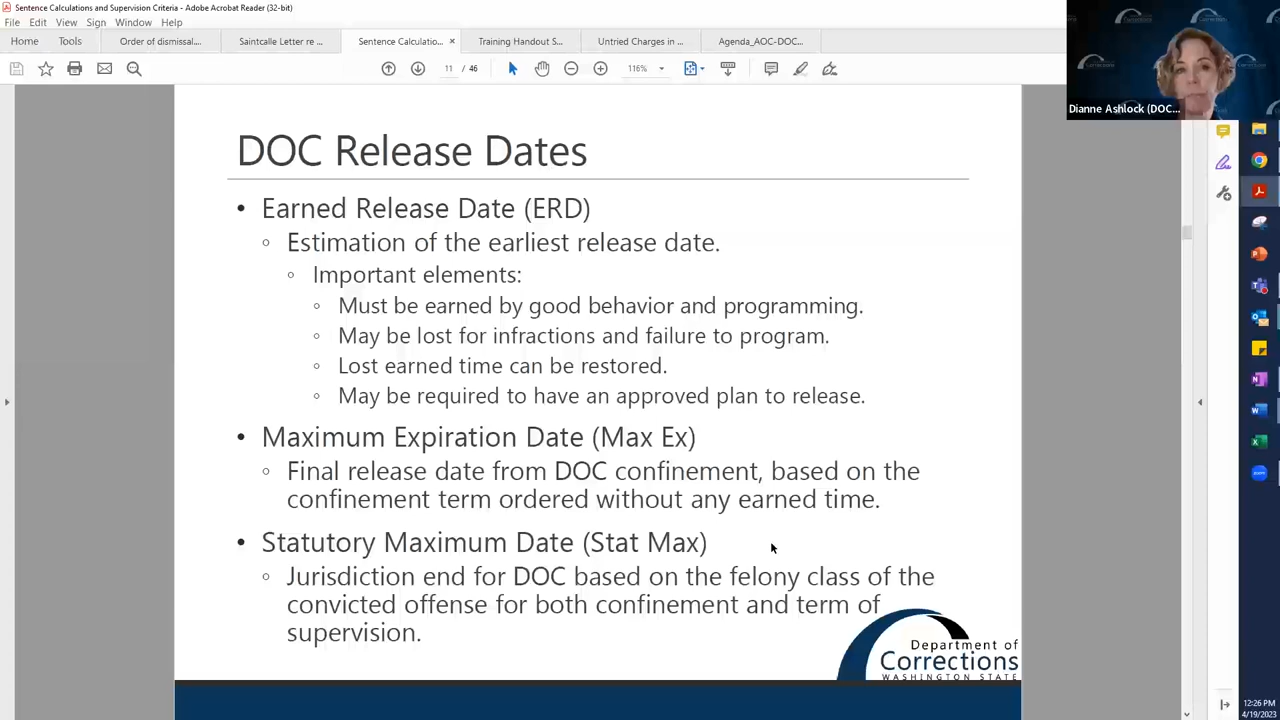 Sentence Calculations and Supervision Criteria - Adobe Acrobat Reader (32-bit)
File Edit View Sign Window Help
Home Tools Order of dismissal.... Saintcalle Letter re ... Sentence Calculatio... × Training Handout S... Untried Charges in ... Agenda_AOC-DOC...
11 / 46 116%
Dianne Ashlock (DOC...
DOC Release Dates
• Earned Release Date (ERD)
◦ Estimation of the earliest release date.
◦ Important elements:
◦ Must be earned by good behavior and programming.
◦ May be lost for infractions and failure to program.
◦ Lost earned time can be restored.
◦ May be required to have an approved plan to release.
• Maximum Expiration Date (Max Ex)
◦ Final release date from DOC confinement, based on the
confinement term ordered without any earned time.
• Statutory Maximum Date (Stat Max)
◦ Jurisdiction end for DOC based on the felony class of the
convicted offense for both confinement and term of
supervision.
Department of
Corrections
WASHINGTON STATE
12:26 PM
4/19/2023